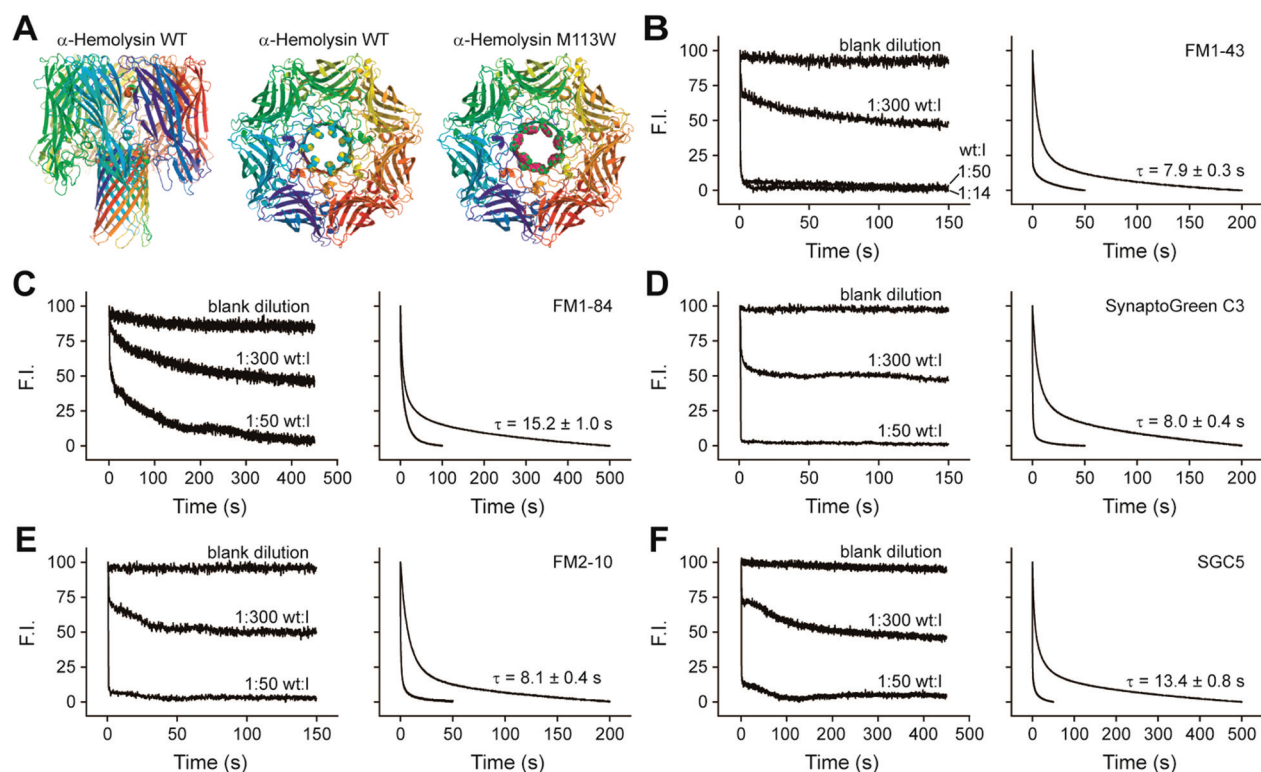 A
α-Hemolysin WT
α-Hemolysin WT
α-Hemolysin M113W
B
F.I.
100
75
50
25
0
blank dilution
1:300 wt:l
wt:l
1:50
1:14
0
50
100
150
Time (s)
FM1-43
τ = 7.9 ± 0.3 s
0
50
100
150
200
Time (s)
C
F.I.
100
75
50
25
0
blank dilution
1:300 wt:l
1:50 wt:l
0
100
200
300
400
500
Time (s)
FM1-84
τ = 15.2 ± 1.0 s
0
100
200
300
400
500
Time (s)
D
F.I.
100
75
50
25
0
blank dilution
1:300 wt:l
1:50 wt:l
0
50
100
150
Time (s)
SynaptoGreen C3
τ = 8.0 ± 0.4 s
0
50
100
150
200
Time (s)
E
F.I.
100
75
50
25
0
blank dilution
1:300 wt:l
1:50 wt:l
0
50
100
150
Time (s)
FM2-10
τ = 8.1 ± 0.4 s
0
50
100
150
200
Time (s)
F
F.I.
100
75
50
25
0
blank dilution
1:300 wt:l
1:50 wt:l
0
100
200
300
400
500
Time (s)
SGC5
τ = 13.4 ± 0.8 s
0
100
200
300
400
500
Time (s)